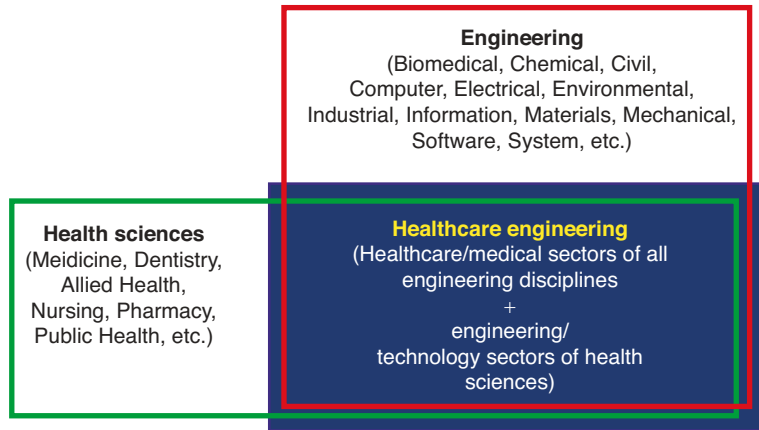 Engineering
(Biomedical, Chemical, Civil,
Computer, Electrical, Environmental,
Industrial, Information, Materials, Mechanical,
Software, System, etc.)
Health sciences
(Meidicine, Dentistry,
Allied Health,
Nursing, Pharmacy,
Public Health, etc.)
Healthcare engineering
(Healthcare/medical sectors of all
engineering disciplines
+
engineering/
technology sectors of health
sciences)